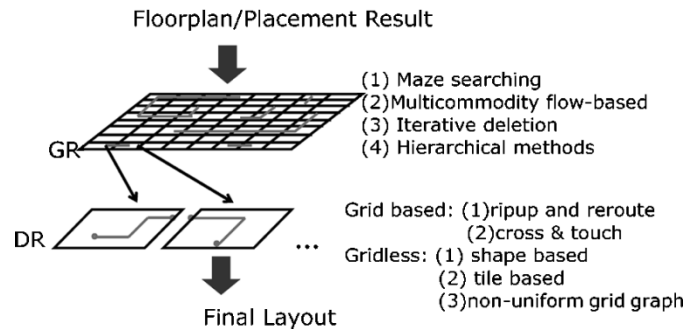 Floorplan/Placement Result
(1) Maze searching
(2)Multicommodity flow-based
(3) Iterative deletion
(4) Hierarchical methods
GR
Grid based: (1)ripup and reroute
(2)cross & touch
DR
...
Gridless: (1) shape based
(2) tile based
(3)non-uniform grid graph
Final Layout